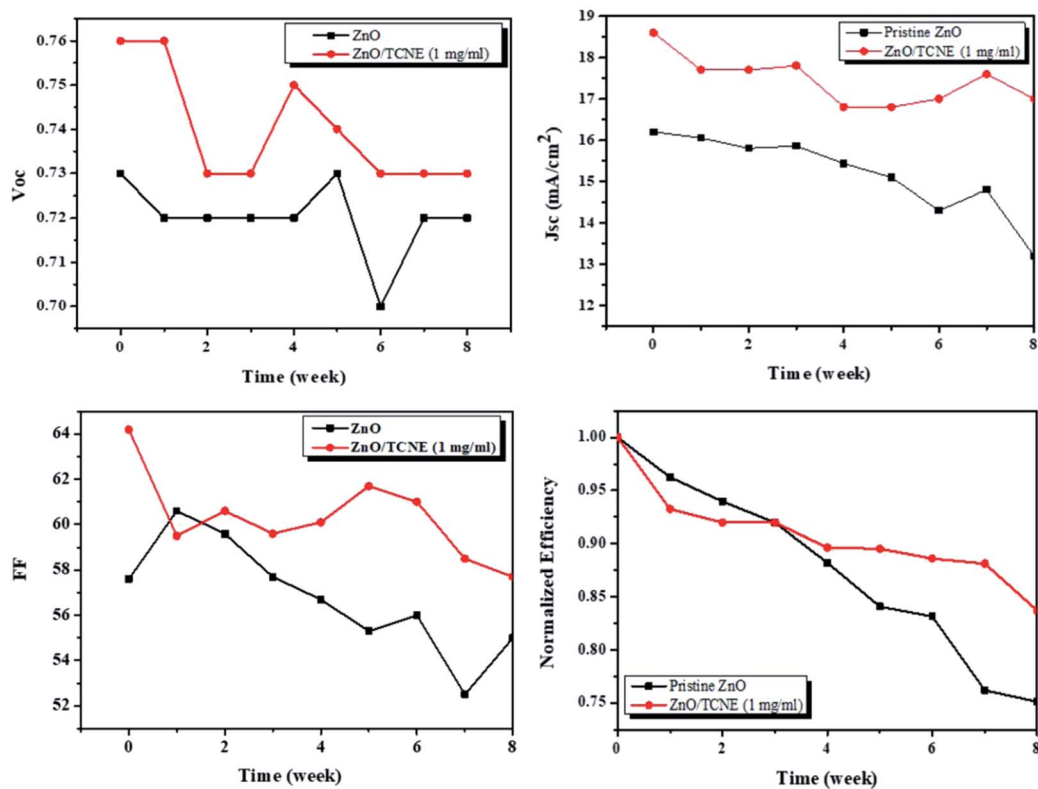 0.76
0.75
0.74
0.73
0.72
0.71
0.70
Voc
ZnO
ZnO/TCNE (1 mg/ml)
0 2 4 6 8
Time (week)
19
18
17
16
15
14
13
12
Jsc (mA/cm²)
Pristine ZnO
ZnO/TCNE (1 mg/ml)
0 1 2 3 4 5 6 7 8
Time (week)
64
62
60
58
56
54
52
FF
ZnO
ZnO/TCNE (1 mg/ml)
0 2 4 6 8
Time (week)
1.00
0.95
0.90
0.85
0.80
0.75
Normalized Efficiency
Pristine ZnO
ZnO/TCNE (1 mg/ml)
0 2 4 6 8
Time (week)